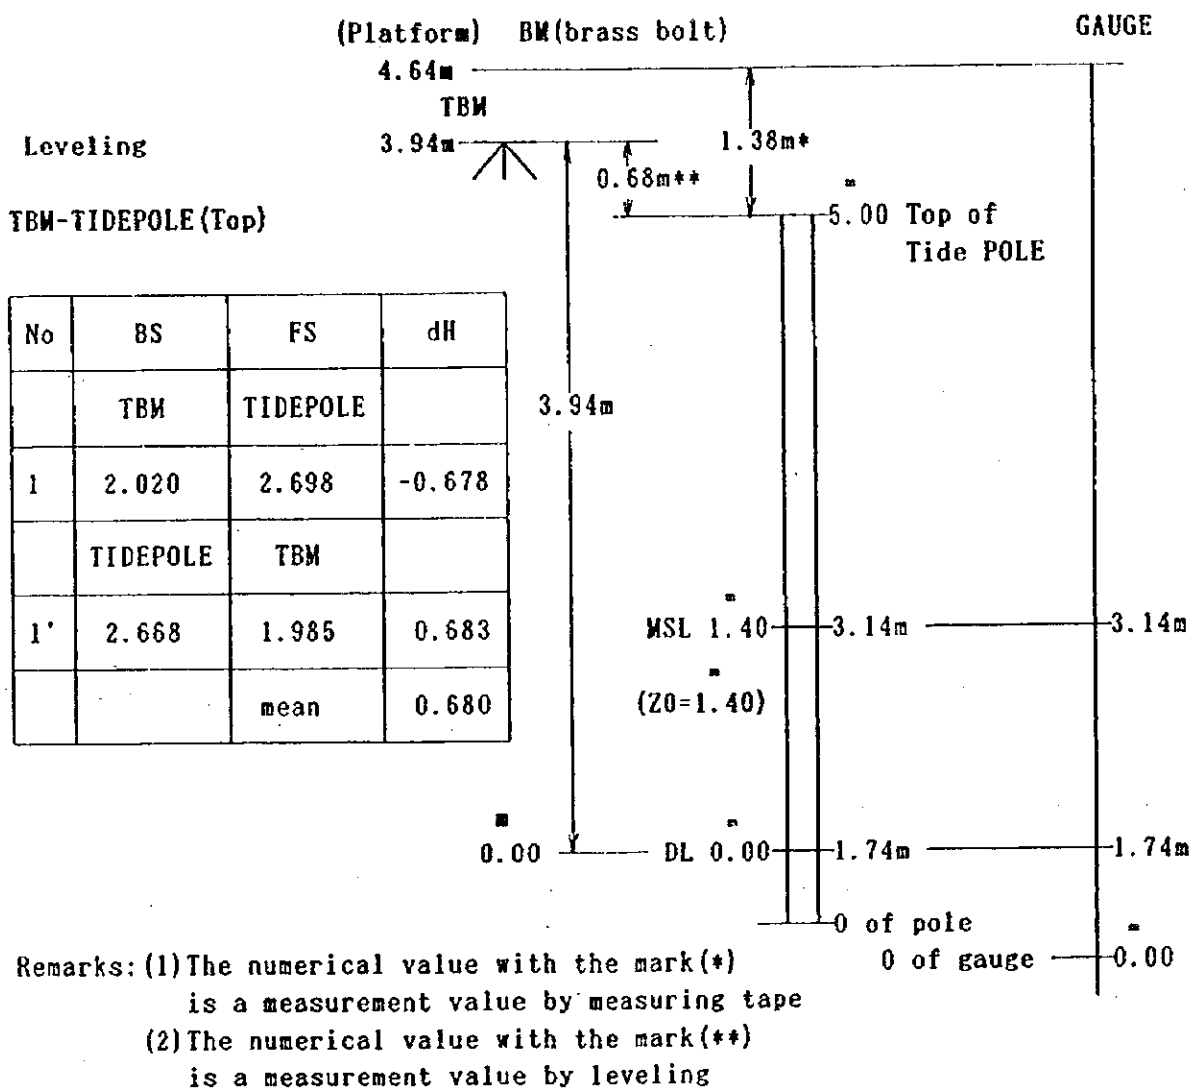 (Platform) BM(brass bolt) GAUGE
4.64m
TBM
Leveling 3.94m 1.38m*
0.68m**
m
TBM-TIDEPOLE(Top) 5.00 Top of
Tide POLE
No BS FS dH
TBM TIDEPOLE
3.94m
1 2.020 2.698 -0.678
TIDEPOLE TBM
m
1' 2.668 1.985 0.683 MSL 1.40 3.14m 3.14m
m
mean 0.680 (Z0=1.40)
m m
0.00 DL 0.00 1.74m 1.74m
0 of pole
m
0 of gauge 0.00
Remarks:(1)The numerical value with the mark(*)
is a measurement value by measuring tape
(2)The numerical value with the mark(**)
is a measurement value by leveling